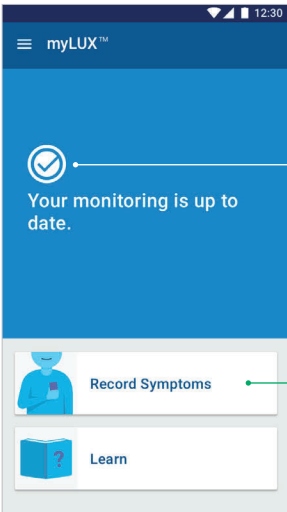 12:30
myLUX™
Your monitoring is up to
date.
Record Symptoms
?
Learn